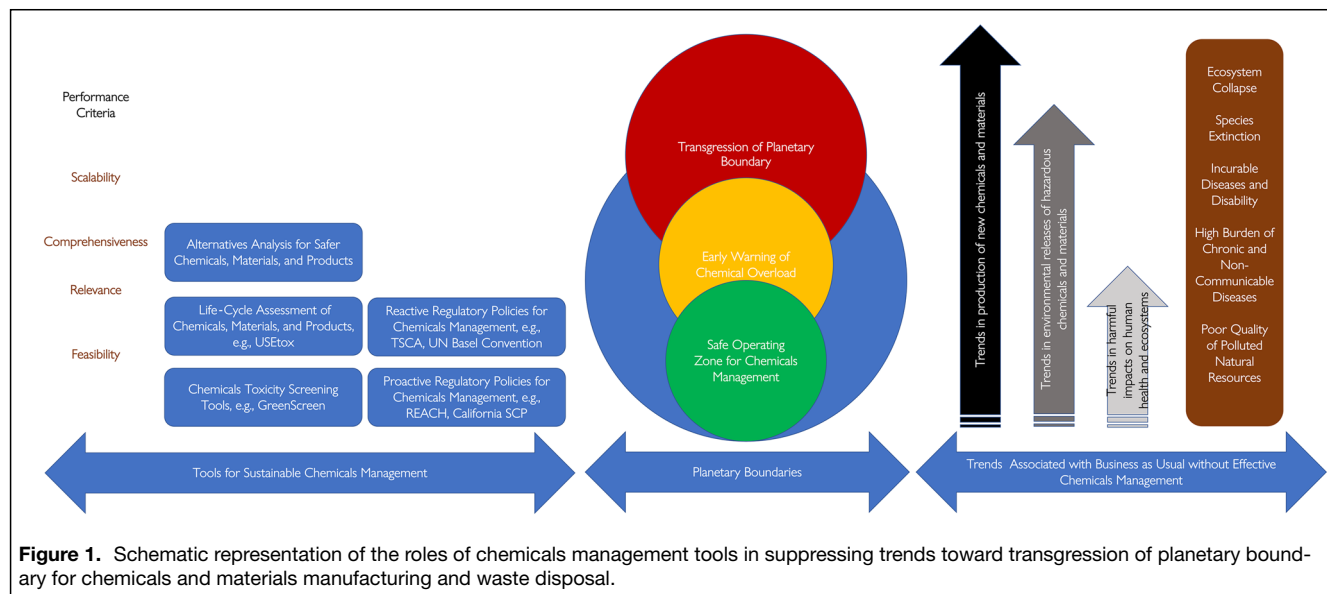 Performance
Criteria
Scalability
Comprehensiveness
Relevance
Feasibility
Alternatives Analysis for Safer
Chemicals, Materials, and Products
Life-Cycle Assessment of
Chemicals, Materials, and Products,
e.g., USEtox
Reactive Regulatory Policies for
Chemicals Management, e.g.,
TSCA, UN Basel Convention
Chemicals Toxicity Screening
Tools, e.g., GreenScreen
Proactive Regulatory Policies for
Chemicals Management, e.g.,
REACH, California SCP
Tools for Sustainable Chemicals Management
Transgression of Planetary
Boundary
Early Warning of
Chemical Overload
Safe Operating
Zone for Chemicals
Management
Planetary Boundaries
Trends in production of new chemicals and materials
Trends in environmental releases of hazardous
chemicals and materials
Trends in harmful
impacts on human
health and ecosystems
Ecosystem
Collapse
Species
Extinction
Incurable
Diseases and
Disability
High Burden of
Chronic and
Non-
Communicable
Diseases
Poor Quality
of Polluted
Natural
Resources
Trends Associated with Business as Usual without Effective
Chemicals Management
Figure 1. Schematic representation of the roles of chemicals management tools in suppressing trends toward transgression of planetary bound-
ary for chemicals and materials manufacturing and waste disposal.